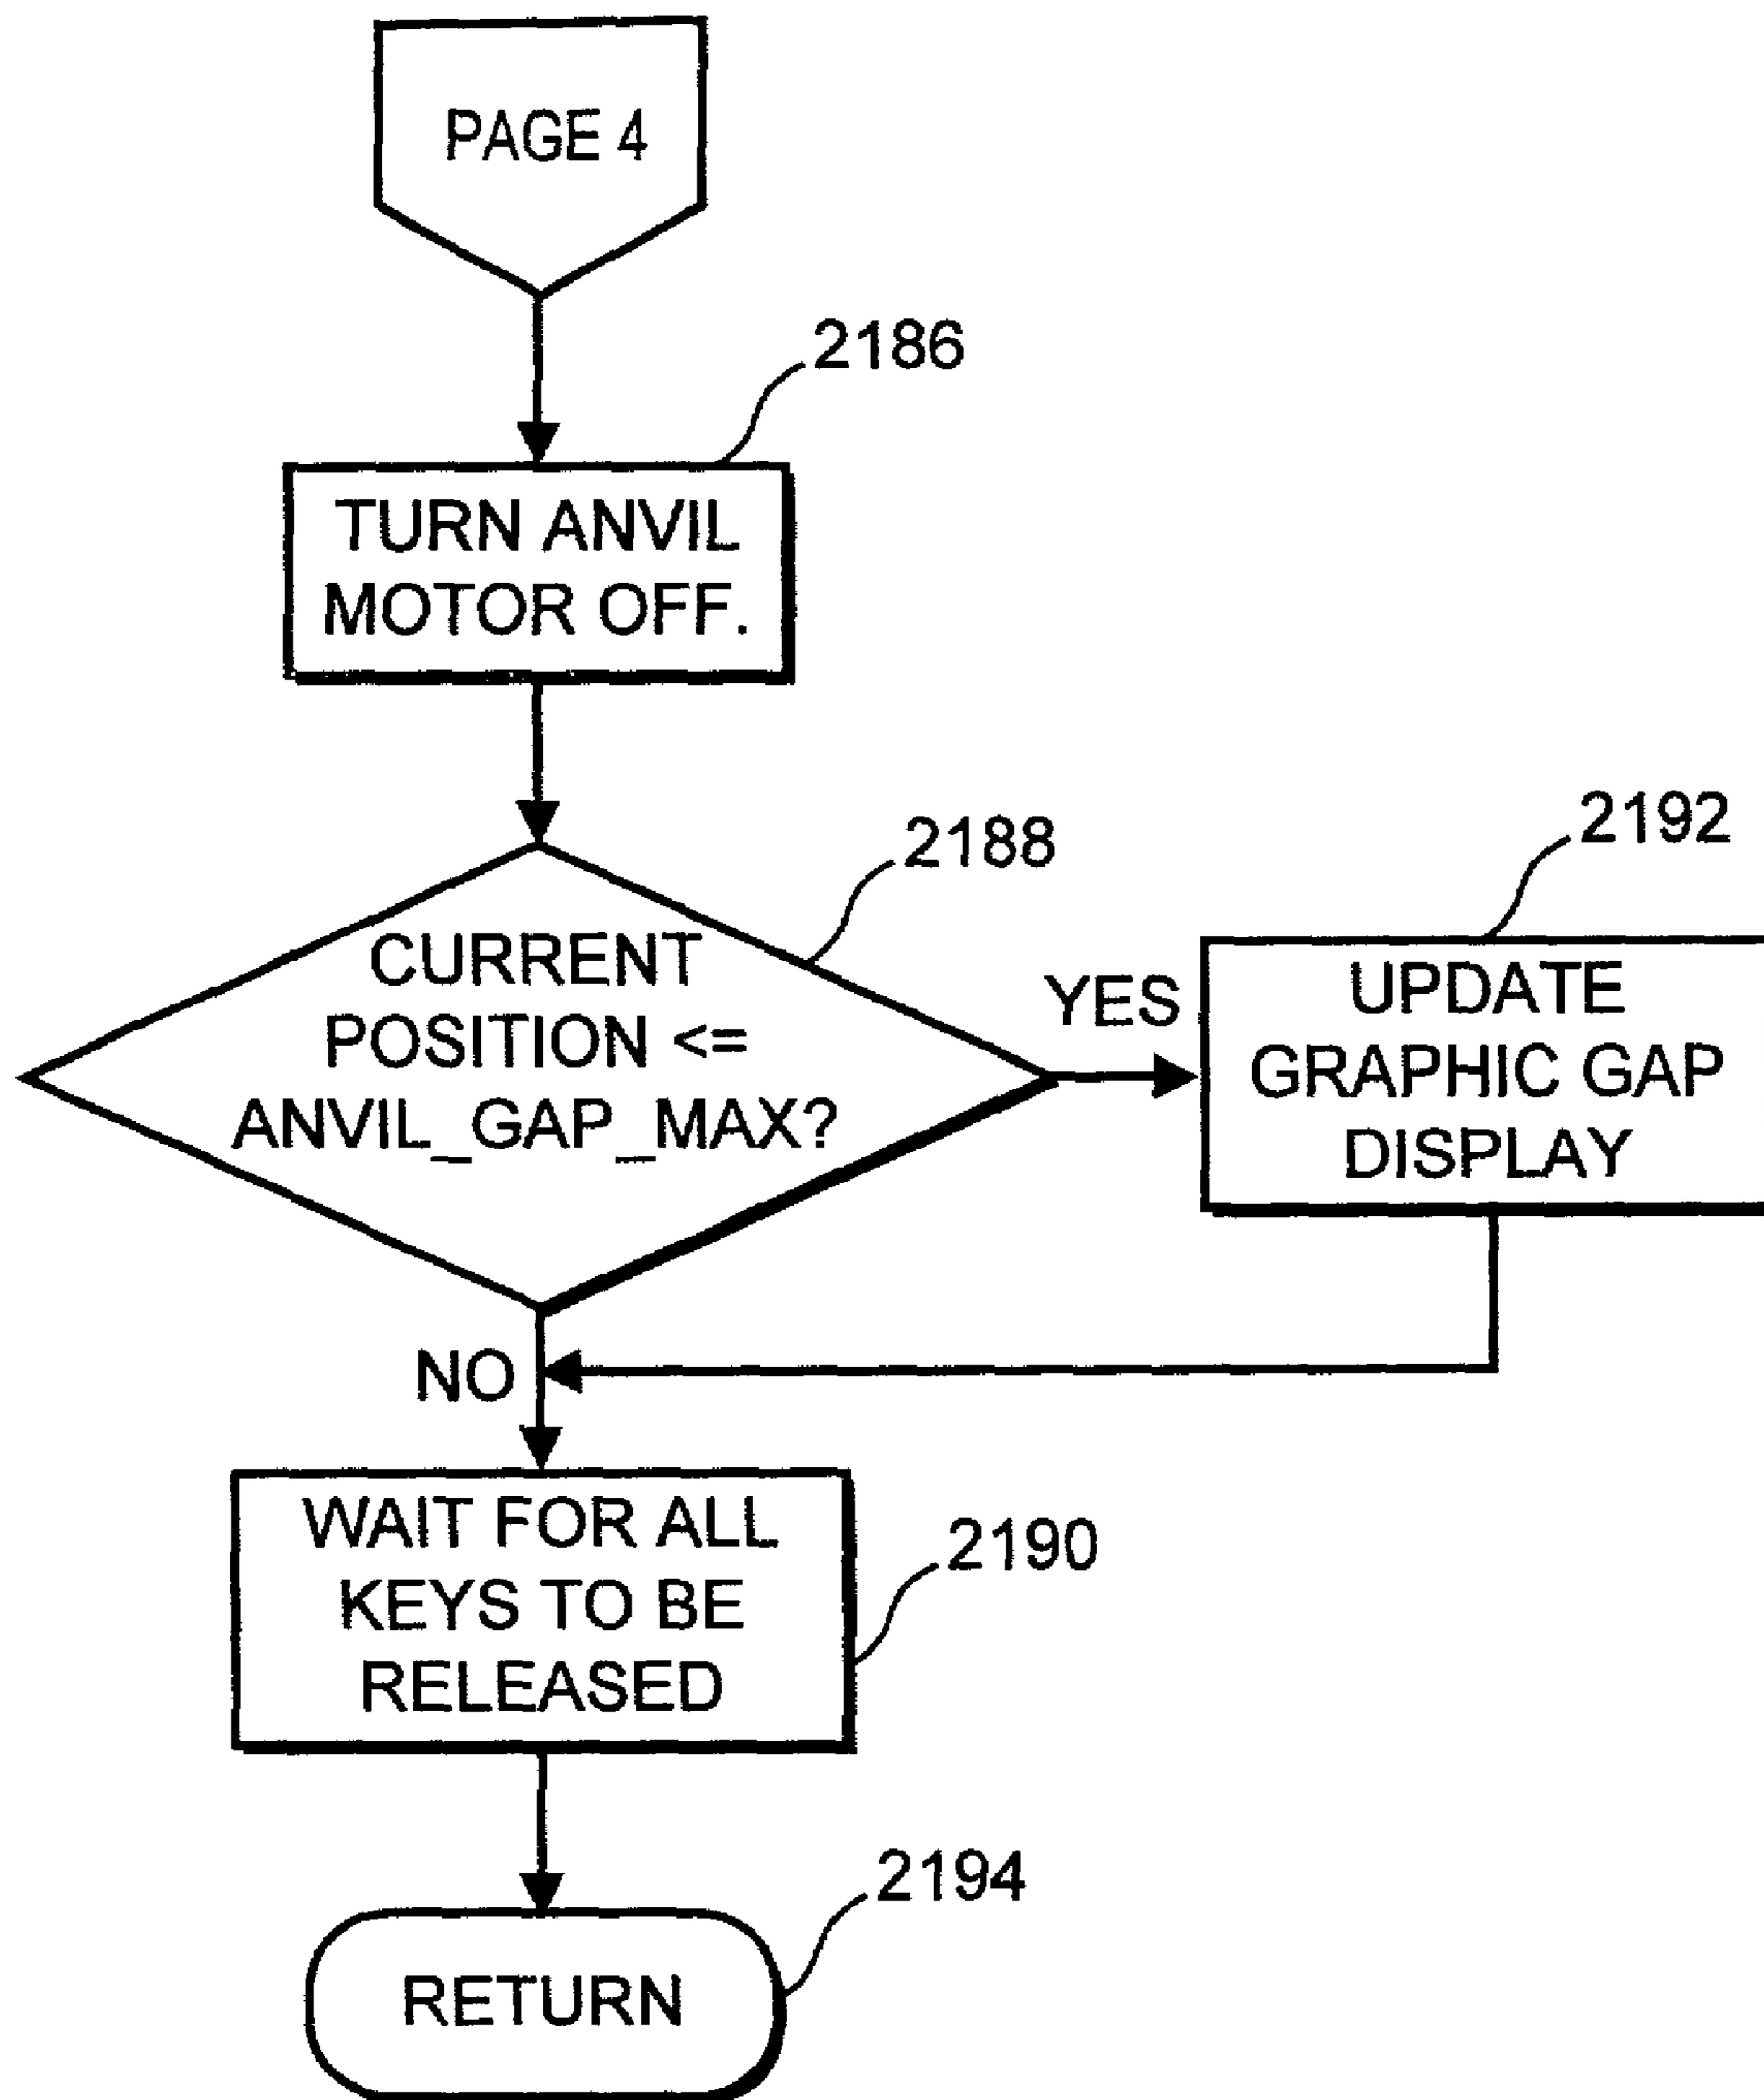 PAGE 4
2186
TURN ANVIL
MOTOR OFF.
2188
CURRENT
POSITION <=
ANVIL_GAP_MAX?
YES
2192
UPDATE
GRAPHIC GAP
DISPLAY
NO
WAIT FOR ALL
KEYS TO BE
RELEASED
2190
2194
RETURN